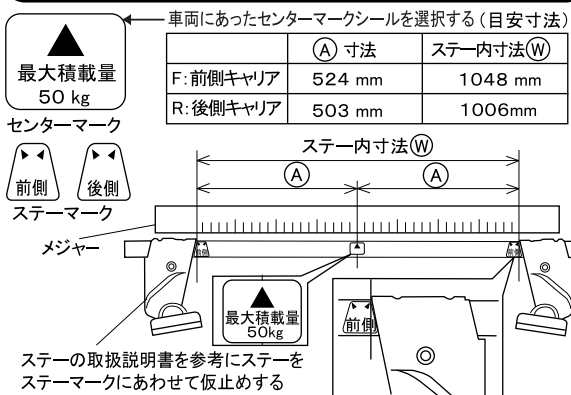 車両にあったセンターマークシールを選択する(目安寸法)
▲
最大積載量
50 kg
センターマーク
Ⓐ 寸法 ステー内寸法Ⓦ
F:前側キャリア 524 mm 1048 mm
R:後側キャリア 503 mm 1006mm
前側 後側
ステーマーク
ステー内寸法Ⓦ
Ⓐ Ⓐ
メジャー
前側 前側
最大積載量
50kg
前側
ステーの取扱説明書を参考にステーを
ステーマークにあわせて仮止めする